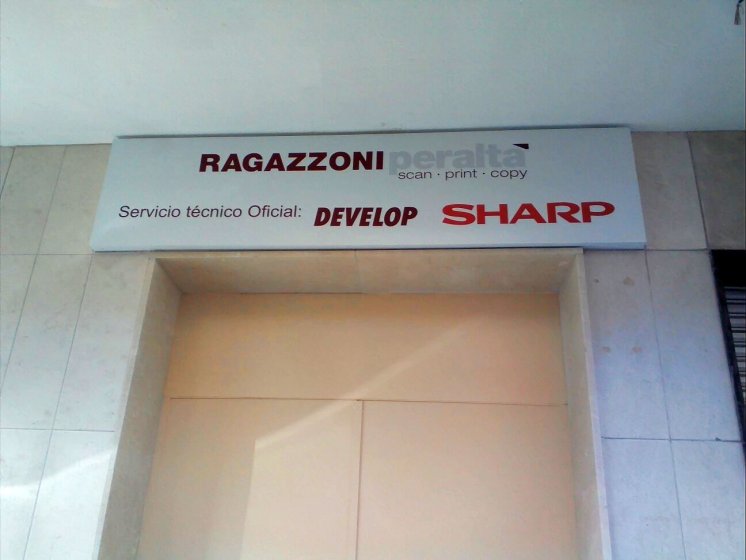 RAGAZZONI peralta
scan · print · copy
Servicio técnico Oficial: DEVELOP SHARP